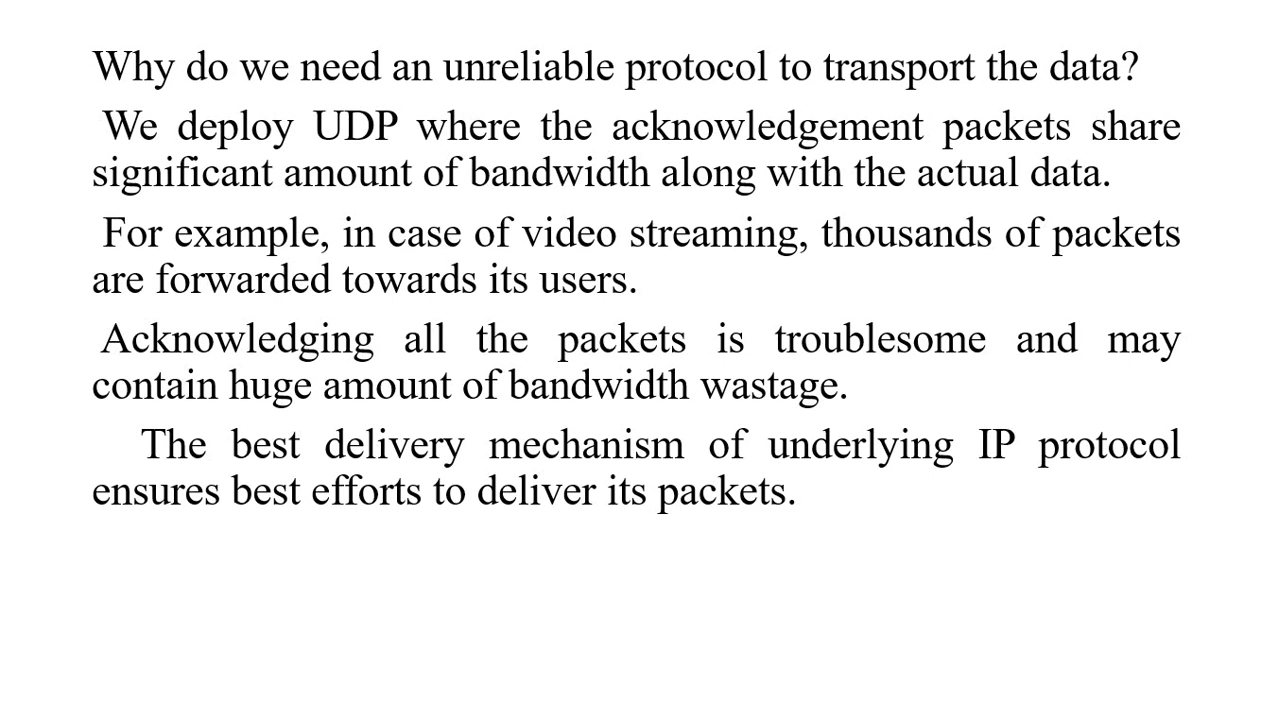 Why do we need an unreliable protocol to transport the data?
We deploy UDP where the acknowledgement packets share
significant amount of bandwidth along with the actual data.
For example, in case of video streaming, thousands of packets
are forwarded towards its users.
Acknowledging all the packets is troublesome and may
contain huge amount of bandwidth wastage.
The best delivery mechanism of underlying IP protocol
ensures best efforts to deliver its packets.